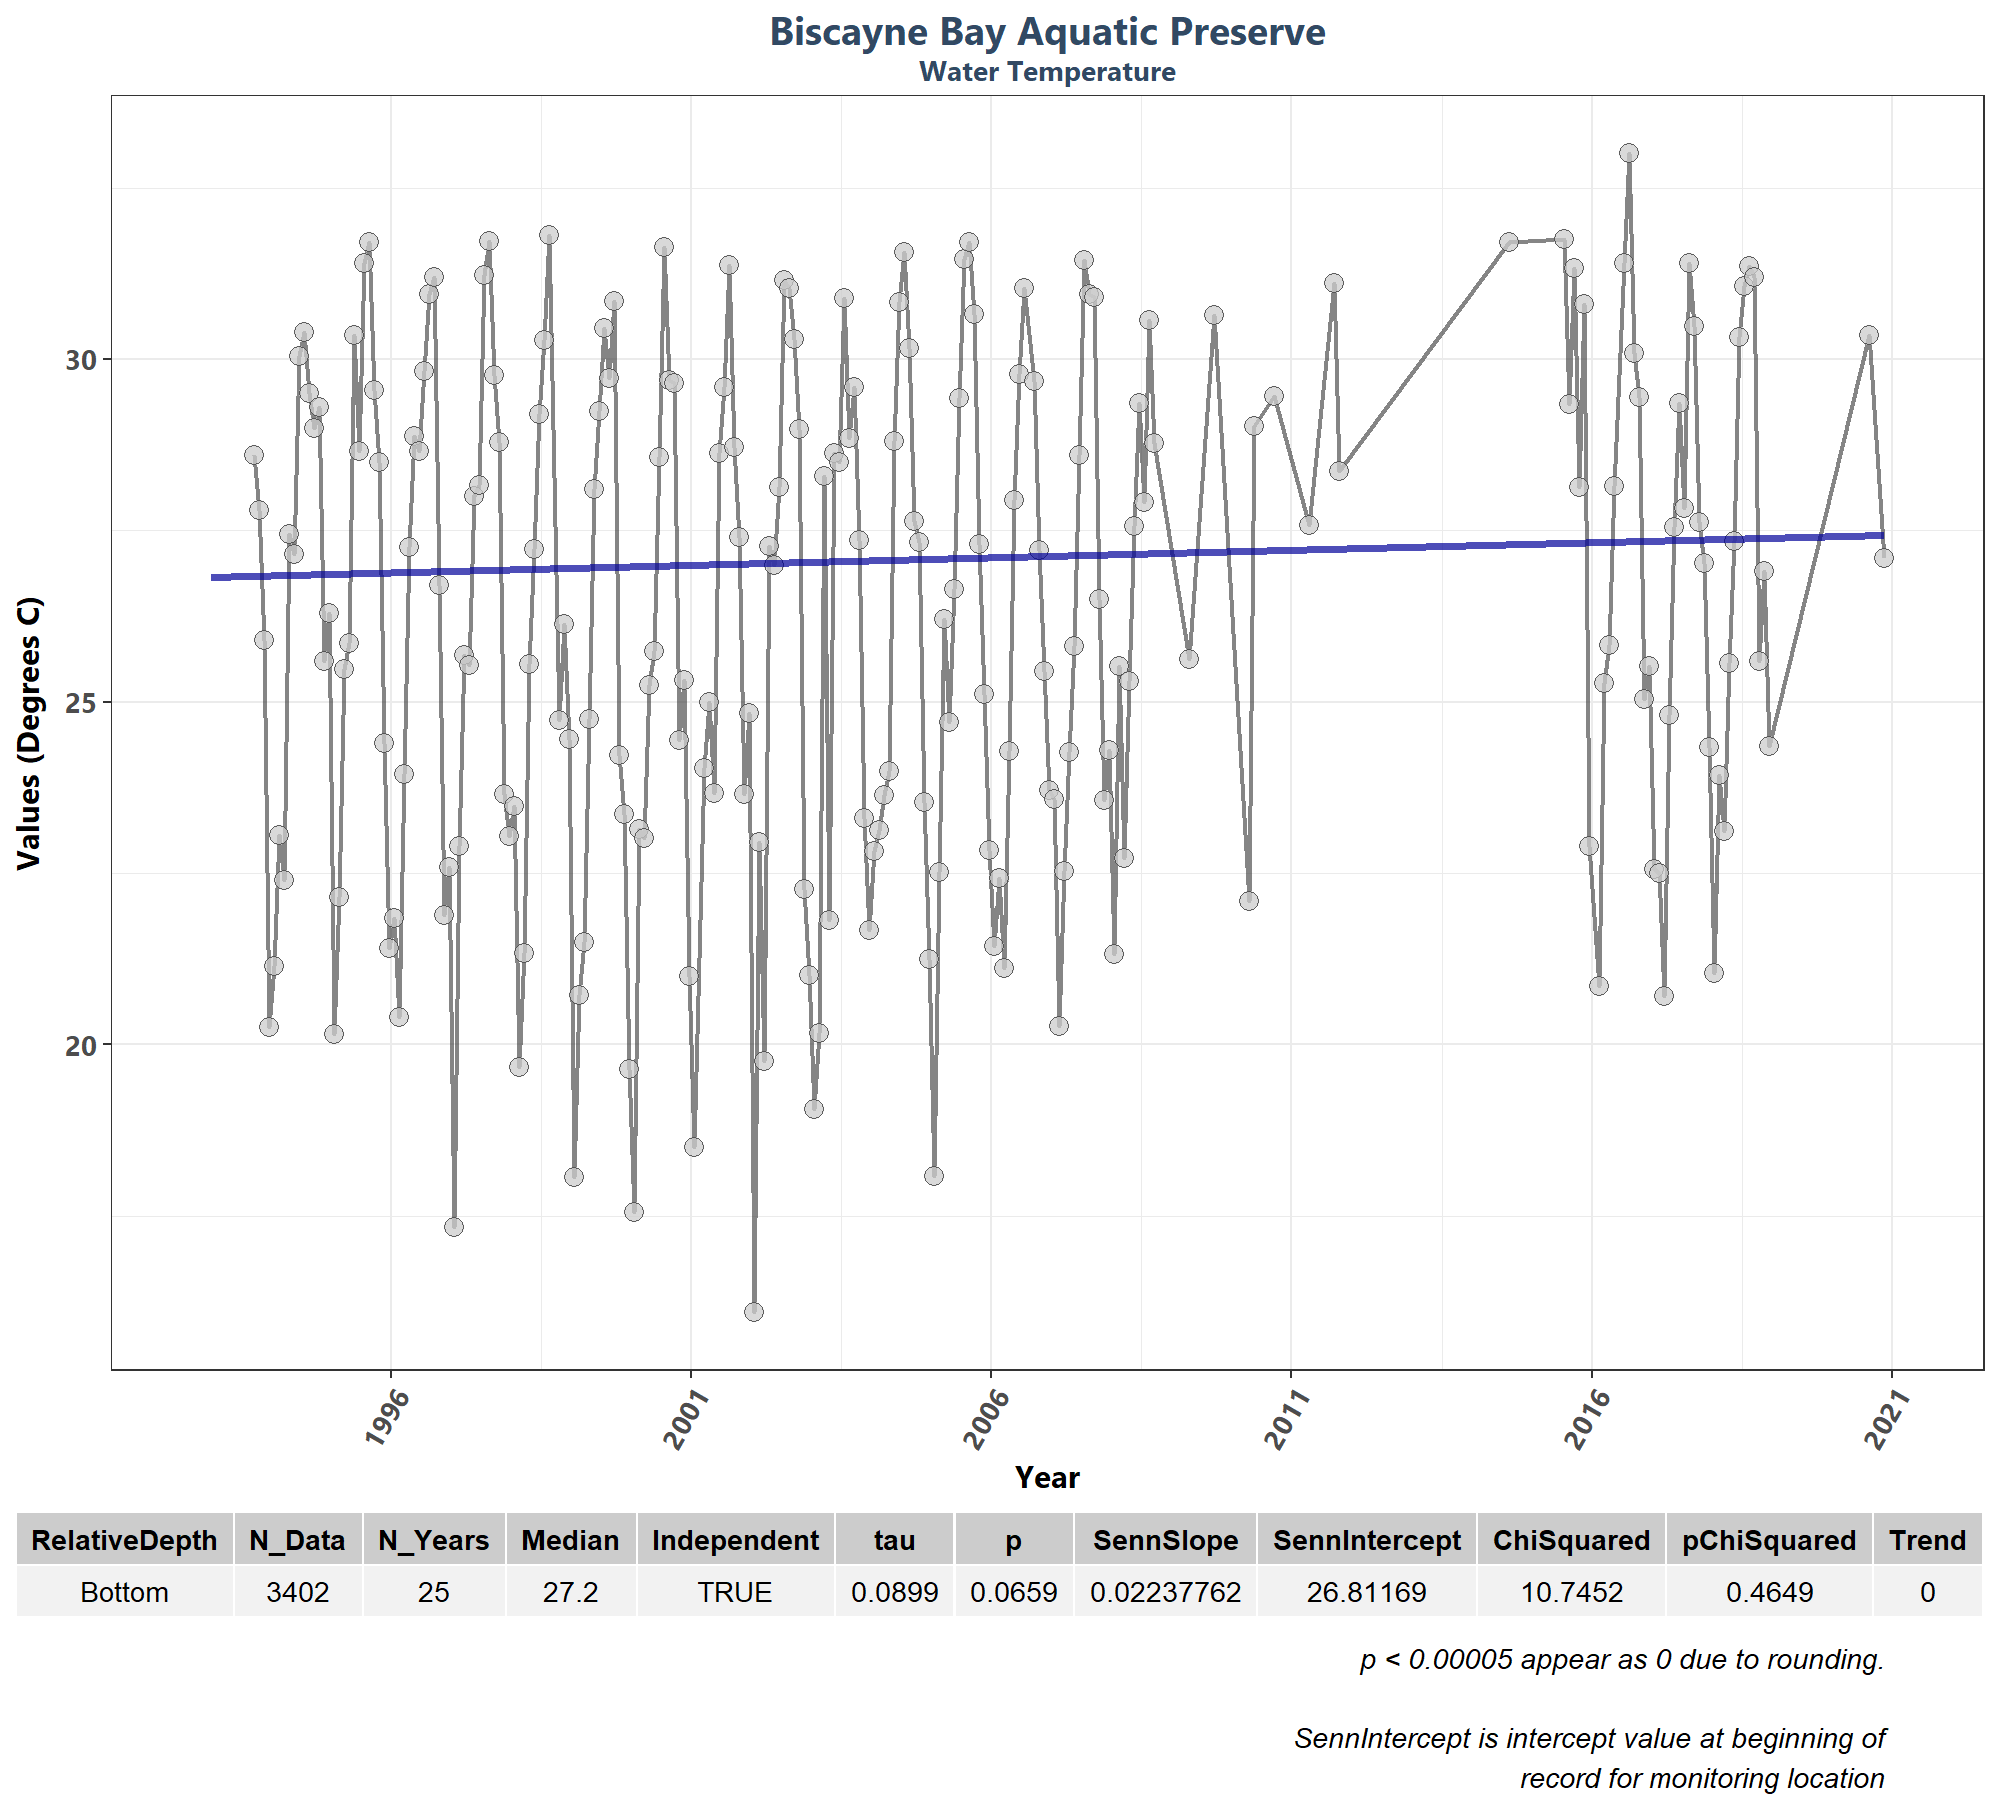 Biscayne Bay Aquatic Preserve
Water Temperature
Values (Degrees C)
30
25
20
1996 2001 2006 2011 2016 2021
Year
RelativeDepth N_Data N_Years Median Independent tau p SennSlope SennIntercept ChiSquared pChiSquared Trend
Bottom 3402 25 27.2 TRUE 0.0899 0.0659 0.02237762 26.81169 10.7452 0.4649 0
p < 0.00005 appear as 0 due to rounding.
SennIntercept is intercept value at beginning of
record for monitoring location